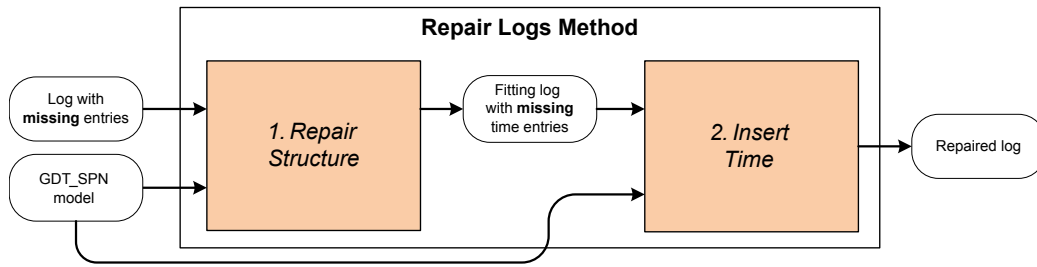 Repair Logs Method
Log with
missing entries
GDT_SPN
model
1. Repair
Structure
Fitting log
with missing
time entries
2. Insert
Time
Repaired log